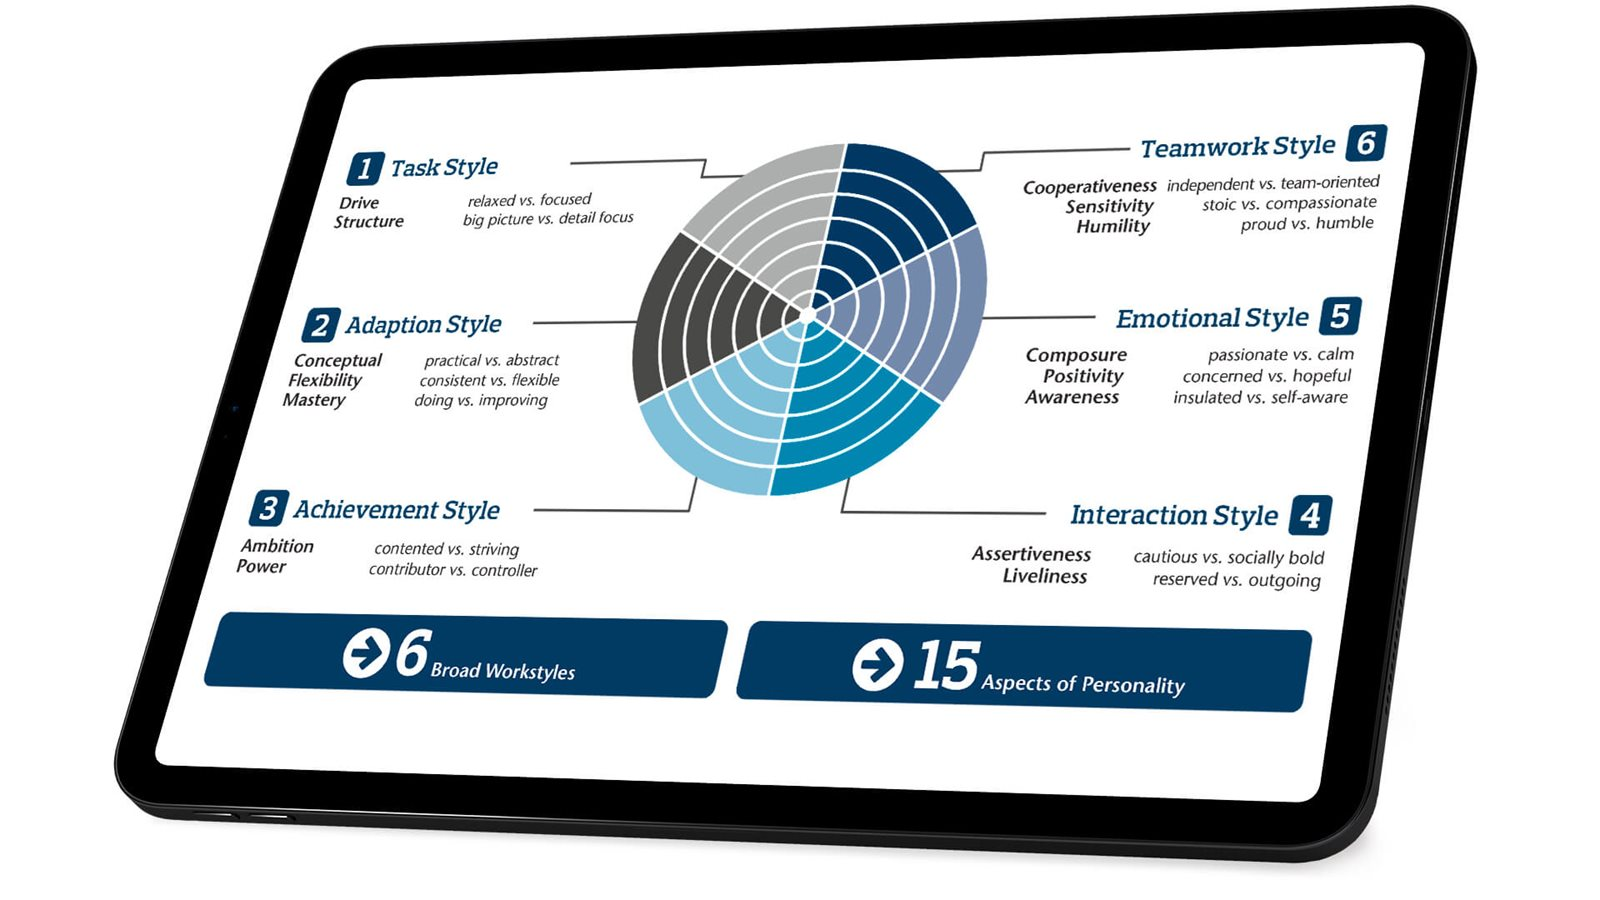 1 Task Style
Drive relaxed vs. focused
Structure big picture vs. detail focus
2 Adaption Style
Conceptual practical vs. abstract
Flexibility consistent vs. flexible
Mastery doing vs. improving
3 Achievement Style
Ambition contented vs. striving
Power contributor vs. controller
Teamwork Style 6
Cooperativeness independent vs. team-oriented
Sensitivity stoic vs. compassionate
Humility proud vs. humble
Emotional Style 5
Composure passionate vs. calm
Positivity concerned vs. hopeful
Awareness insulated vs. self-aware
Interaction Style 4
Assertiveness cautious vs. socially bold
Liveliness reserved vs. outgoing
6 Broad Workstyles
15 Aspects of Personality